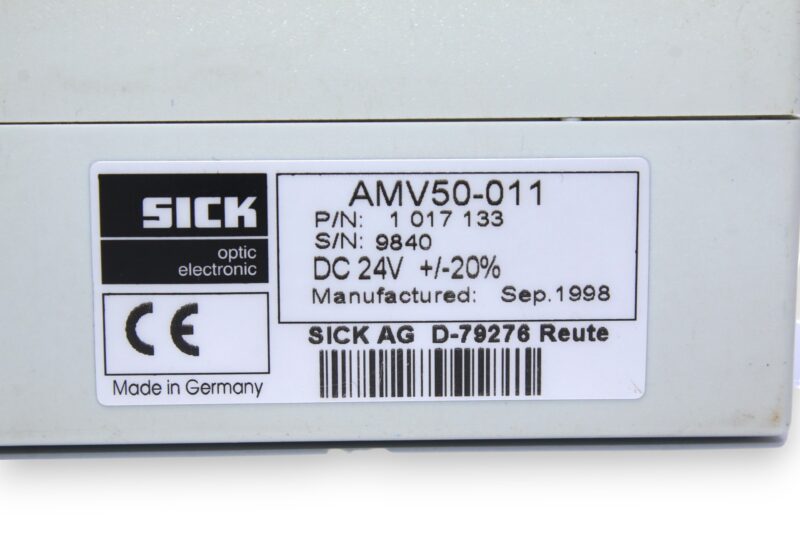 SICK
optic
electronic
CE
Made in Germany
AMV50-011
P/N: 1 017 133
S/N: 9840
DC 24V +/-20%
Manufactured: Sep.1998
SICK AG D-79276 Reute